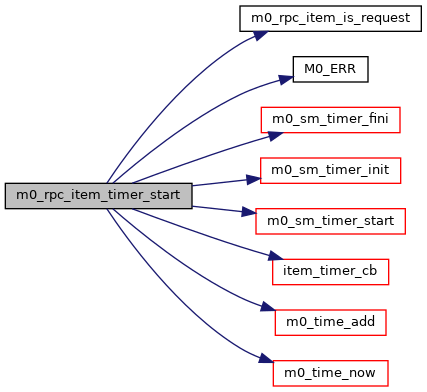 m0_rpc_item_is_request
M0_ERR
m0_sm_timer_fini
m0_sm_timer_init
m0_rpc_item_timer_start
m0_sm_timer_start
item_timer_cb
m0_time_add
m0_time_now